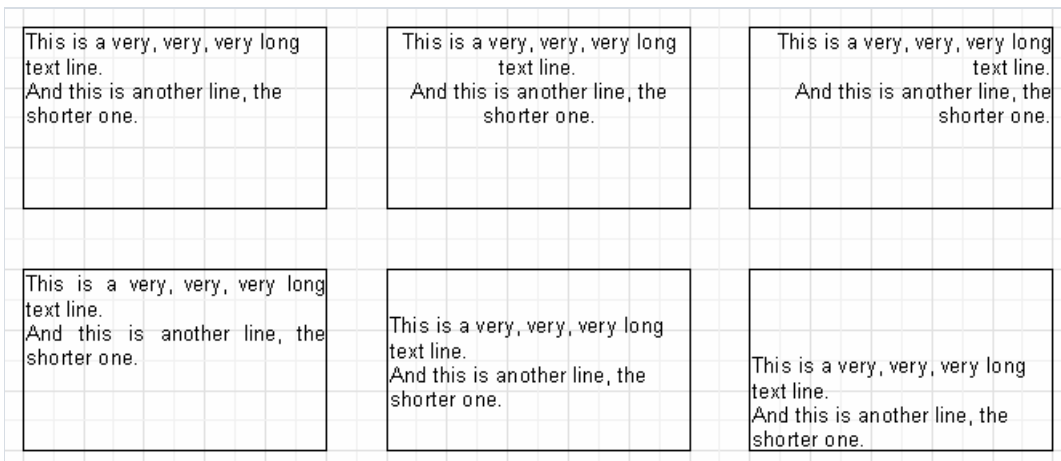 This is a very, very, very long
text line.
And this is another line, the
shorter one.
This is a very, very, very long
text line.
And this is another line, the
shorter one.
This is a very, very, very long
text line.
And this is another line, the
shorter one.
This is a very, very, very long
text line.
And this is another line, the
shorter one.
This is a very, very, very long
text line.
And this is another line, the
shorter one.
This is a very, very, very long
text line.
And this is another line, the
shorter one.